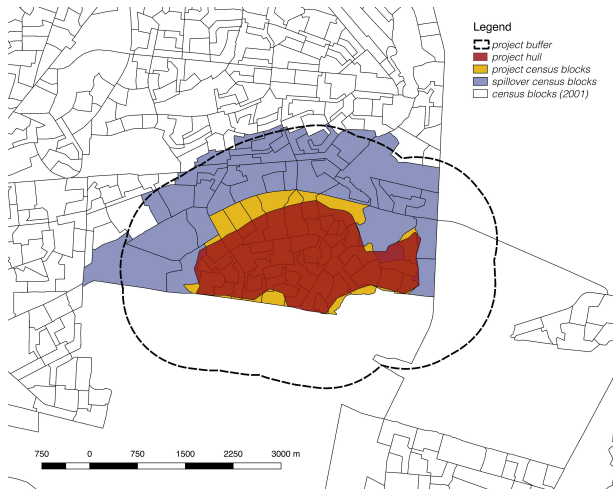 Legend
project buffer
project hull
project census blocks
spillover census blocks
census blocks (2001)
750 0 750 1500 2250 3000 m